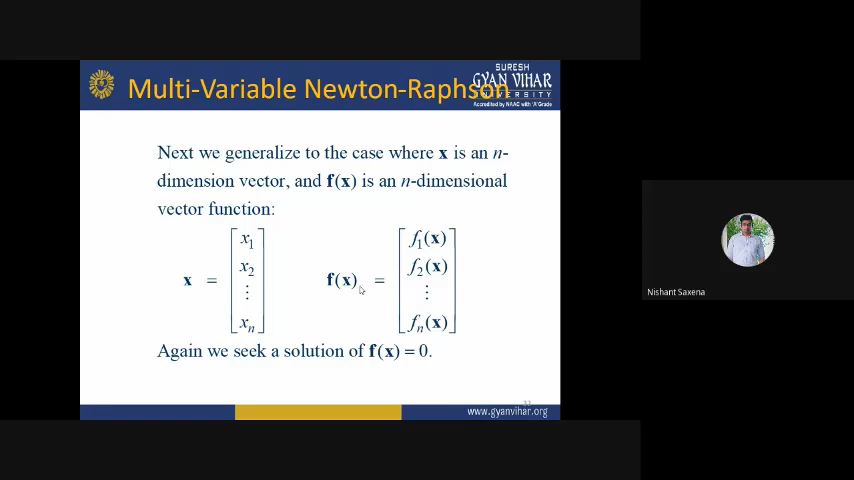 Multi-Variable Newton-Raphson
SURESH
GYAN VIHAR
UNIVERSITY
Accredited by NAAC with 'A' Grade
Next we generalize to the case where x is an n-
dimension vector, and f(x) is an n-dimensional
vector function:
x = [ x1 x2 ⋮ xn ] f(x) = [ f1(x) f2(x) ⋮ fn(x) ]
Again we seek a solution of f(x) = 0.
www.gyanvihar.org
Nishant Saxena